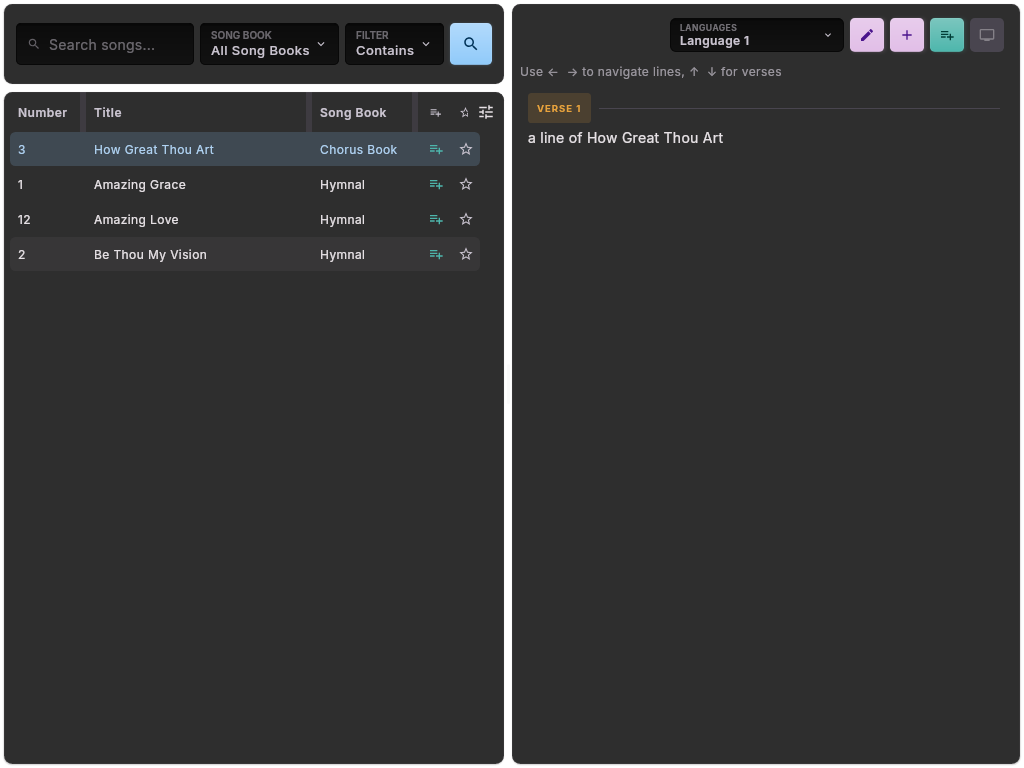 Search songs...
SONG BOOK
All Song Books
FILTER
Contains
Number Title Song Book
3 How Great Thou Art Chorus Book
1 Amazing Grace Hymnal
12 Amazing Love Hymnal
2 Be Thou My Vision Hymnal
LANGUAGES
Language 1
Use ← → to navigate lines, ↑ ↓ for verses
VERSE 1
a line of How Great Thou Art